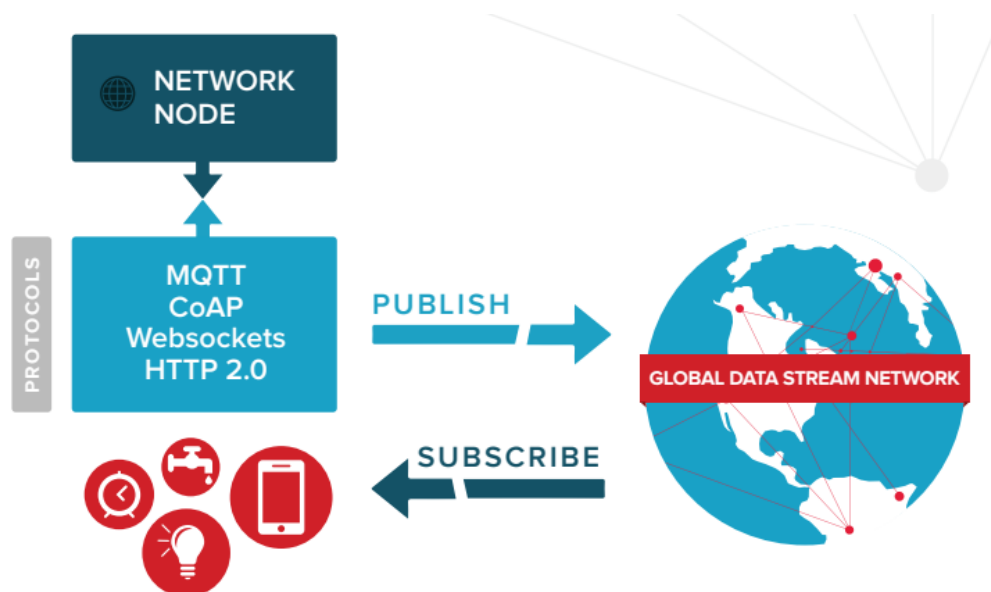 NETWORK
NODE
PROTOCOLS
MQTT
CoAP
Websockets
HTTP 2.0
PUBLISH
GLOBAL DATA STREAM NETWORK
SUBSCRIBE